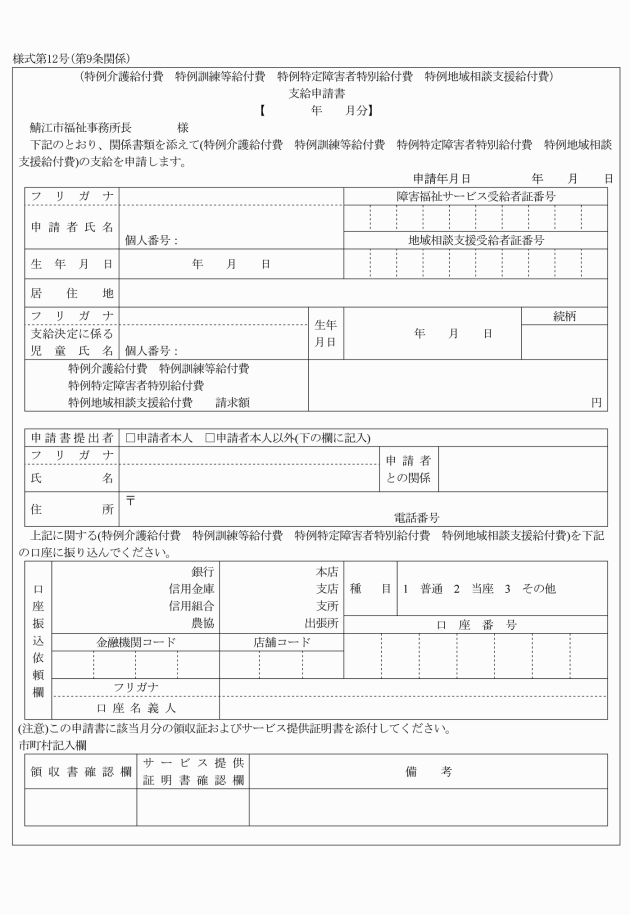 様式第12号(第9条関係)
(特例介護給付費　特例訓練等給付費　特例特定障害者特別給付費　特例地域相談支援給付費)
支給申請書
【　　　年　　月分】
鯖江市福祉事務所長　　　　様
下記のとおり、関係書類を添えて(特例介護給付費　特例訓練等給付費　特例特定障害者特別給付費　特例地域相談
支援給付費)の支給を申請します。
申請年月日　　　　　年　　月　　日
フリガナ
障害福祉サービス受給者証番号
申請者氏名
個人番号：
地域相談支援受給者証番号
生年月日
年　　月　　日
居住地
フリガナ
生年
月日
年　　月　　日
続柄
支給決定に係る
児童氏名
個人番号：
特例介護給付費　特例訓練等給付費
特例特定障害者特別給付費
特例地域相談支援給付費　　請求額
円
申請書提出者
□申請者本人　□申請者本人以外(下の欄に記入)
フリガナ
申請者
との関係
氏名
住所
〒
電話番号
上記に関する(特例介護給付費　特例訓練等給付費　特例特定障害者特別給付費　特例地域相談支援給付費)を下記
の口座に振り込んでください。
口座振込依頼欄
銀行
信用金庫
信用組合
農協
本店
支店
支所
出張所
種目
1　普通　2　当座　3　その他
口座番号
金融機関コード
店舗コード
フリガナ
口座名義人
(注意)この申請書に該当月分の領収証およびサービス提供証明書を添付してください。
市町村記入欄
領収書確認欄
サービス提供
証明書確認欄
備考